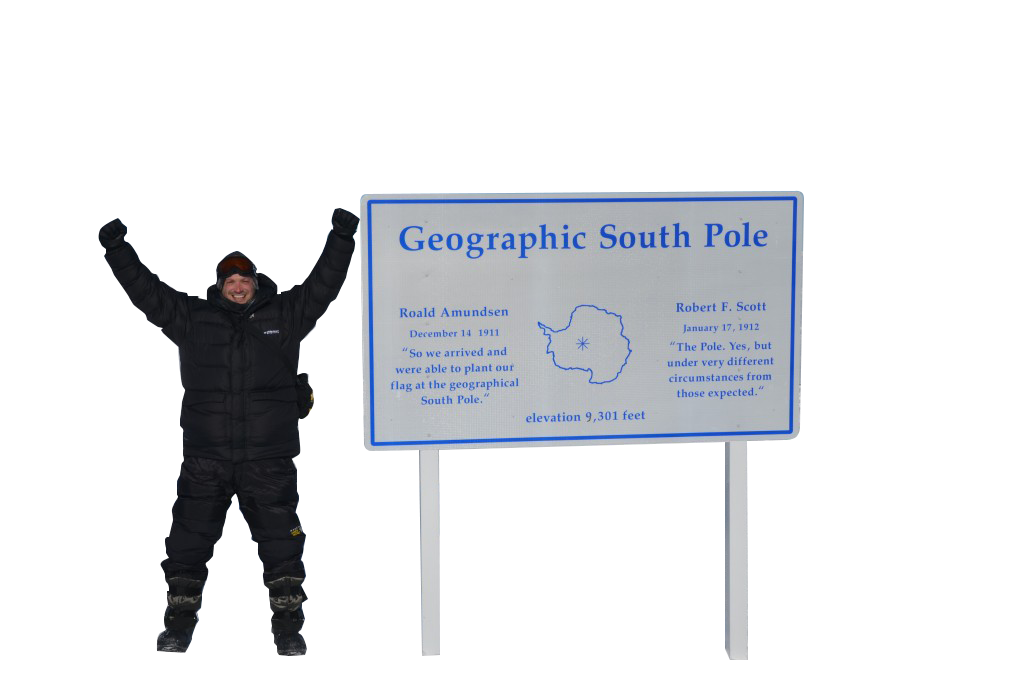 Geographic South Pole
Roald Amundsen
December 14 1911
“So we arrived and
were able to plant our
flag at the geographical
South Pole.“
Robert F. Scott
January 17, 1912
“The Pole. Yes, but
under very different
circumstances from
those expected.“
elevation 9,301 feet